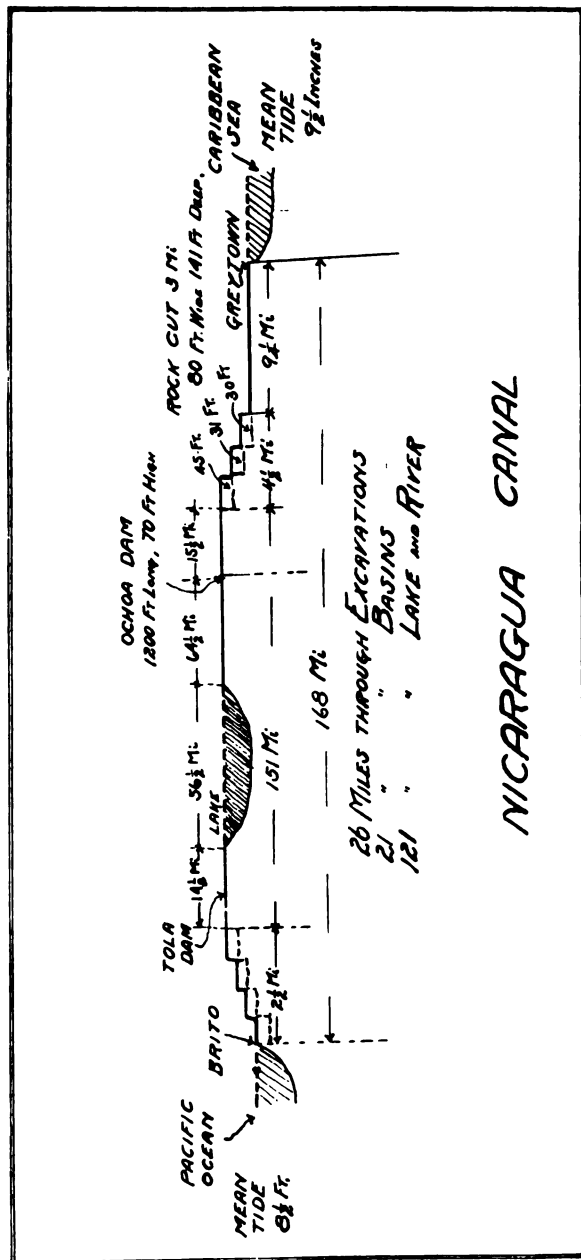 PACIFIC
OCEAN
MEAN
TIDE
8½ FT.
BRITO
TOLA
DAM
LAKE
OCHOA DAM
1200 FT LONG, 70 FT HIGH
ROCK CUT 3 MI
80 FT. WIDE 141 FT DEEP.
GREYTOWN
CARIBBEAN
SEA
MEAN
TIDE
9½ INCHES
14½ MI.
56½ MI
64½ MI
15½ MI
45 FT.
31 FT.
30 FT
2½ MI
151 MI
4½ MI
9¼ MI
168 MI
26 MILES THROUGH EXCAVATIONS
21 " " BASINS
121 " " LAKE AND RIVER
NICARAGUA CANAL